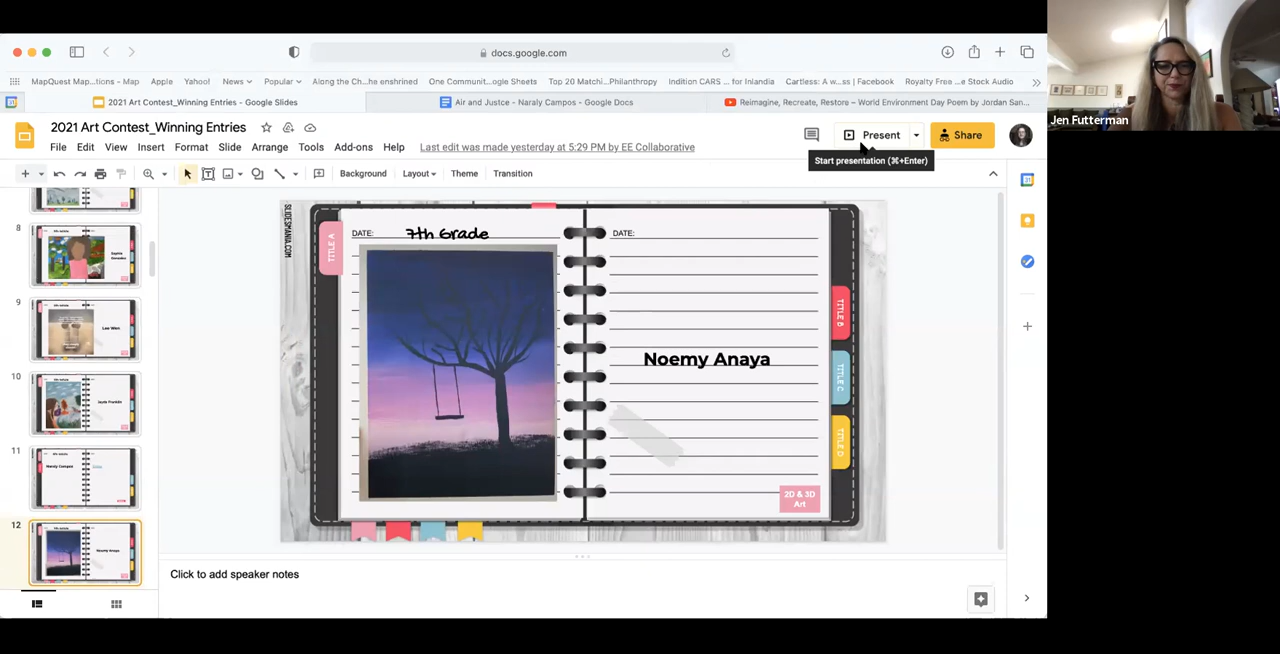 docs.google.com
MapQuest Map...tions - Map Apple Yahoo! News Popular Along the Ch...he enshrined One Communit...ogle Sheets Top 20 Matchi...Philanthropy Indition CARS ... for Inlandia Cartless: A w...ss | Facebook Royalty Free ...e Stock Audio
2021 Art Contest_Winning Entries - Google Slides Air and Justce - Naraly Campos - Google Docs Reimagine, Recreate, Restore – World Environment Day Poem by Jordan San...
Jen Futterman
2021 Art Contest_Winning Entries
Present
Share
File Edit View Insert Format Slide Arrange Tools Add-ons Help Last edit was made yesterday at 5:29 PM by EE Collaborative
Start presentation (⌘+Enter)
Background Layout Theme Transition
8
9
Lee Wen
10
11
12
Noemy Anaya
SLIDESMANIA.COM
TITLE A
DATE: 7th Grade
DATE:
TITLE B
Noemy Anaya
TITLE C
TITLE D
2D & 3D
Art
Click to add speaker notes